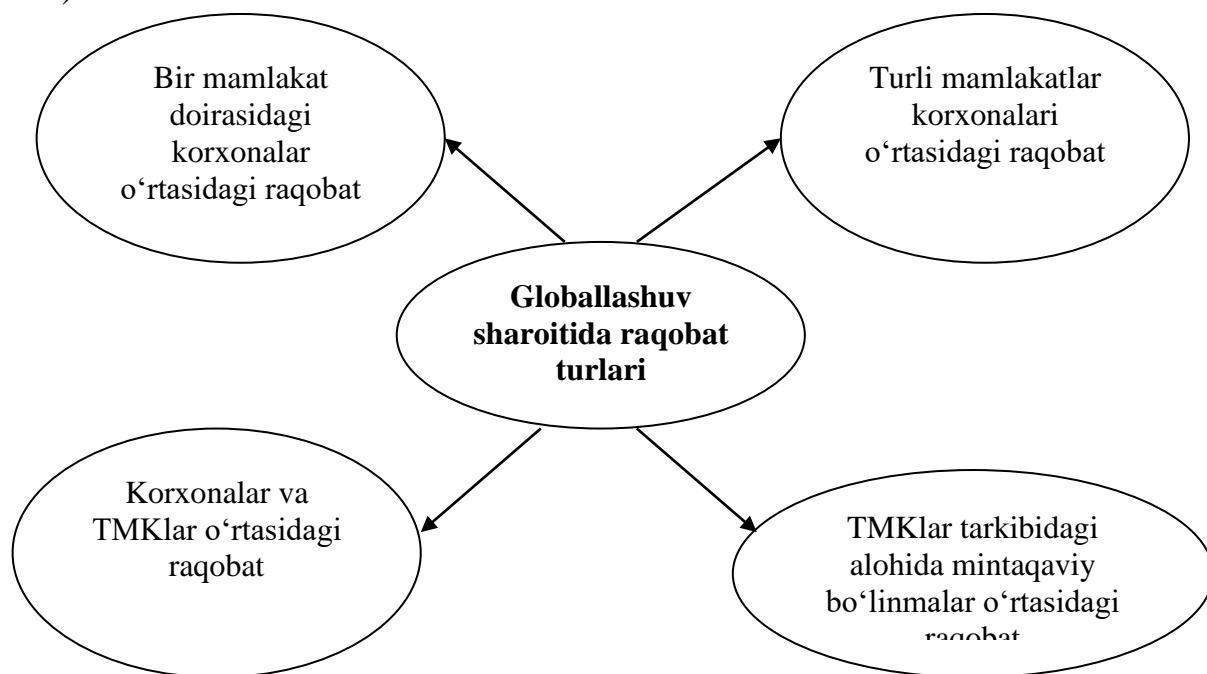 )
Bir mamlakat
doirasidagi
korxonalar
o‘rtasidagi raqobat
Turli mamlakatlar
korxonalari
o‘rtasidagi raqobat
Globallashuv
sharoitida raqobat
turlari
Korxonalar va
TMKlar o‘rtasidagi
raqobat
TMKlar tarkibidagi
alohida mintaqaviy
bo‘linmalar o‘rtasidagi
raqobat